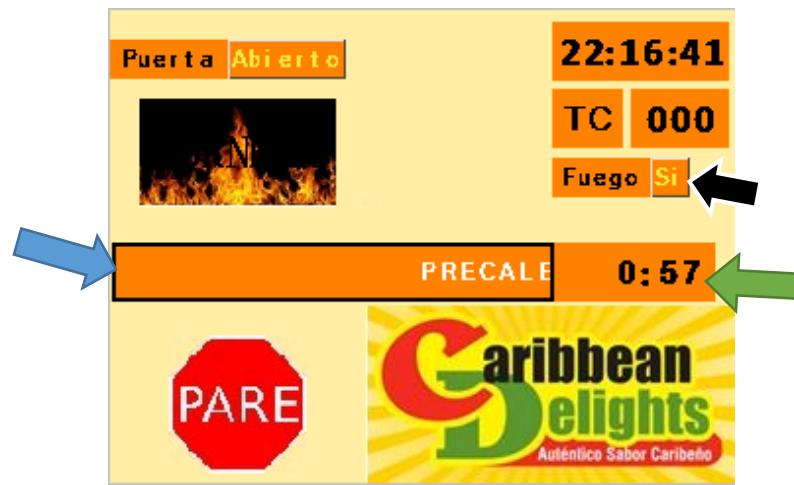 Puerta Abierto
22:16:41
TC 000
Fuego Si
PRECALE 0:57
PARE
Caribbean
Delights
Auténtico Sabor Caribeño